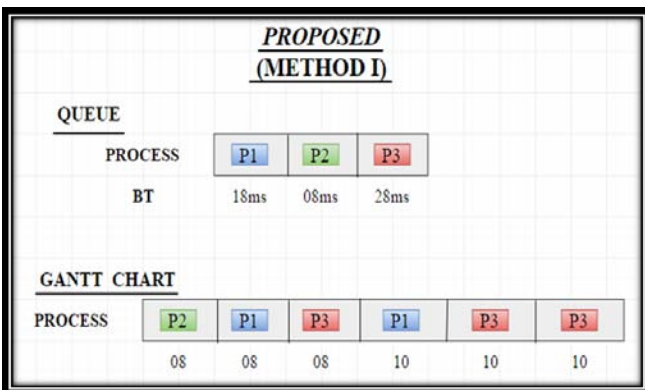 PROPOSED
(METHOD I)
QUEUE
PROCESS P1 P2 P3
BT 18ms 08ms 28ms
GANTT CHART
PROCESS P2 P1 P3 P1 P3 P3
08 08 08 10 10 10